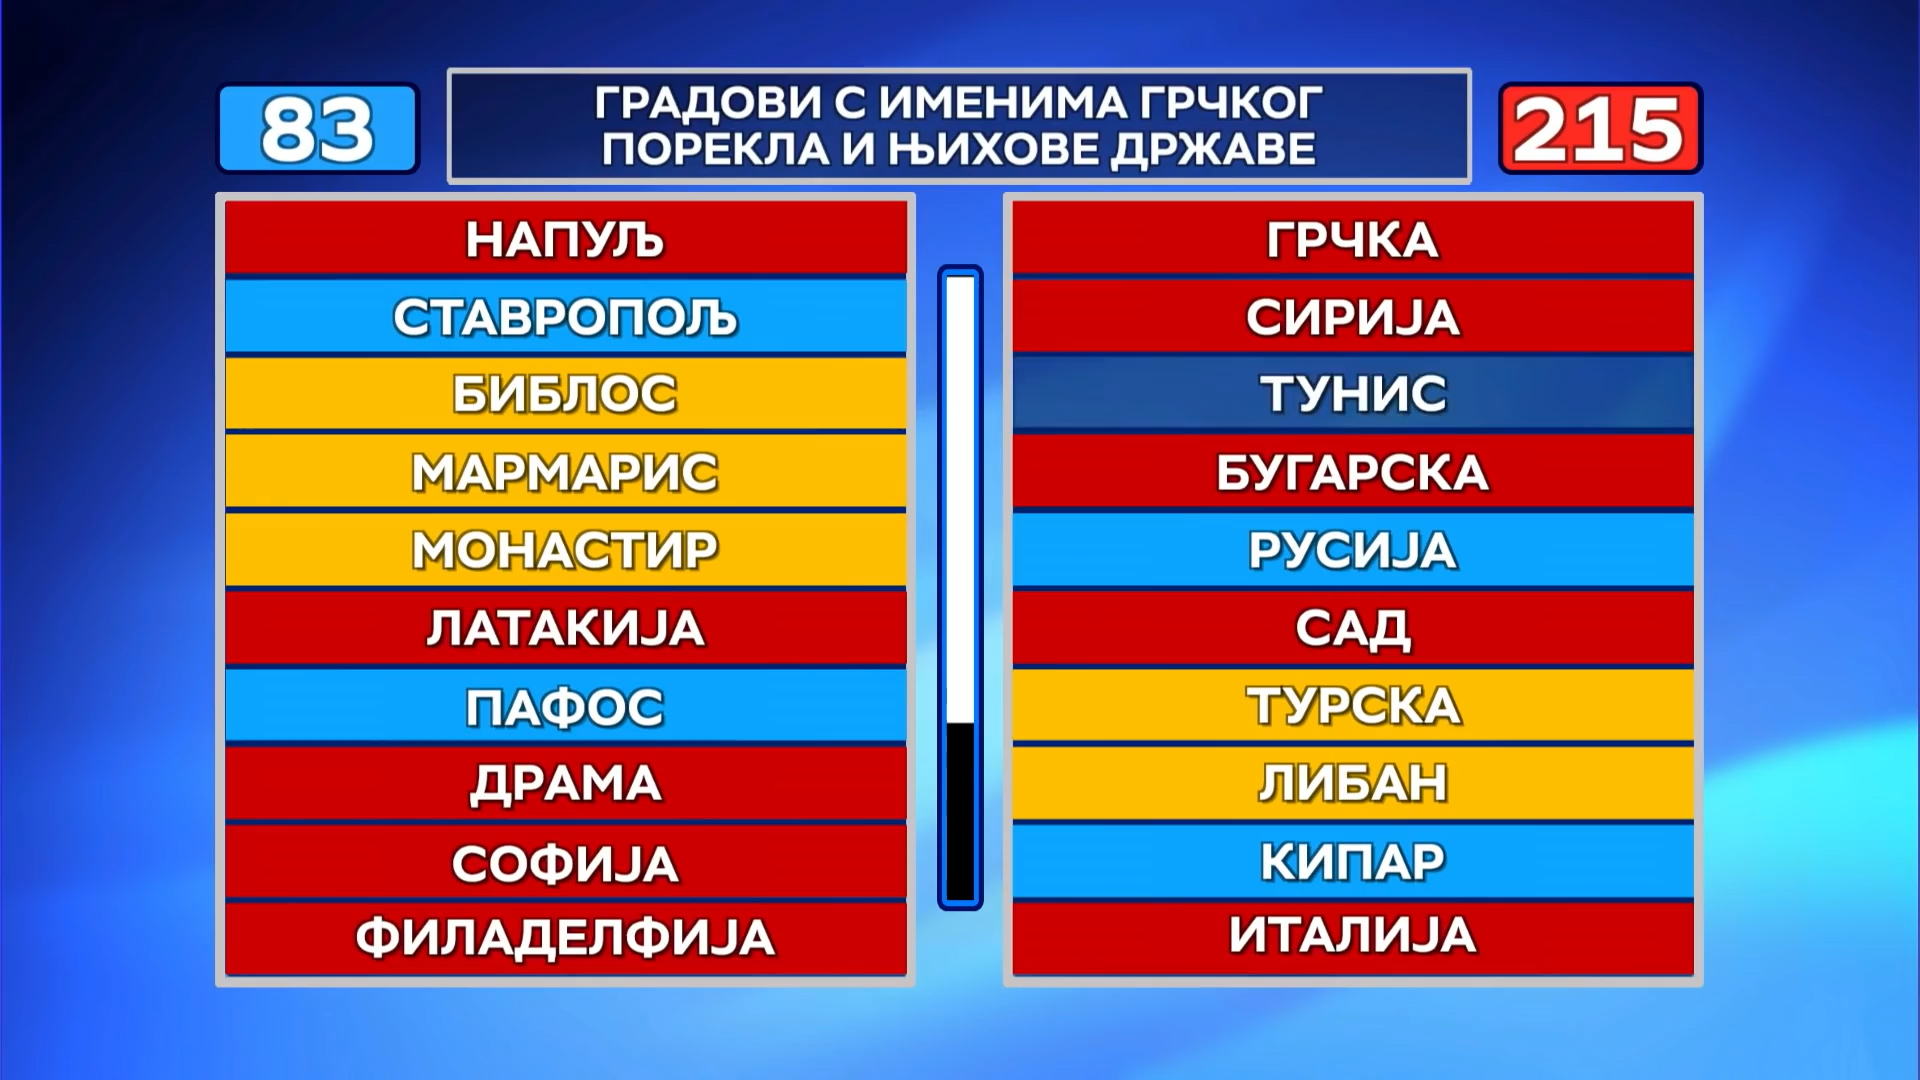 83
ГРАДОВИ С ИМЕНИМА ГРЧКОГ
ПОРЕКЛА И ЊИХОВЕ ДРЖАВЕ
215
НАПУЉ
СТАВРОПОЉ
БИБЛОС
МАРМАРИС
МОНАСТИР
ЛАТАКИЈА
ПАФОС
ДРАМА
СОФИЈА
ФИЛАДЕЛФИЈА
ГРЧКА
СИРИЈА
ТУНИС
БУГАРСКА
РУСИЈА
САД
ТУРСКА
ЛИБАН
КИПАР
ИТАЛИЈА